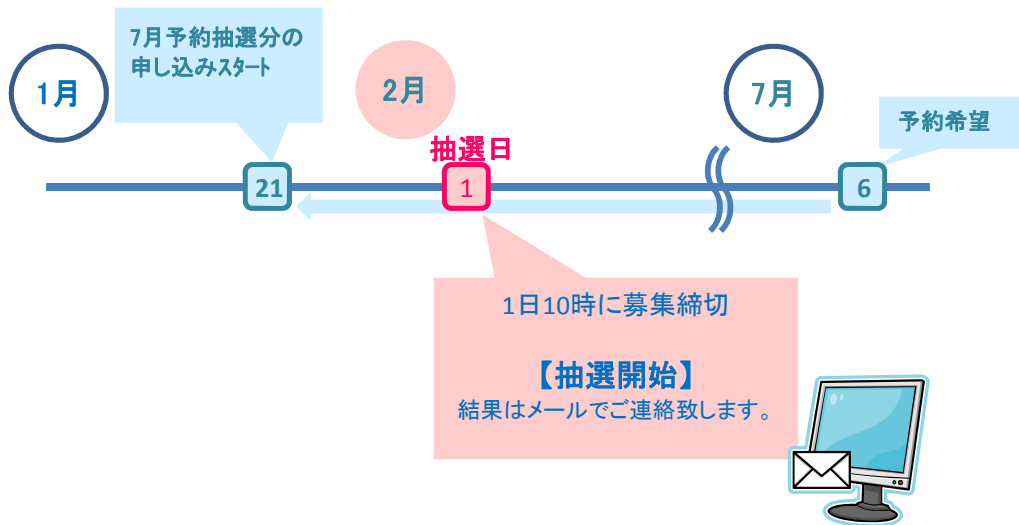 1月
7月予約抽選分の
申し込みスタート
2月
7月
予約希望
抽選日
21
1
6
1日10時に募集締切
【抽選開始】
結果はメールでご連絡致します。